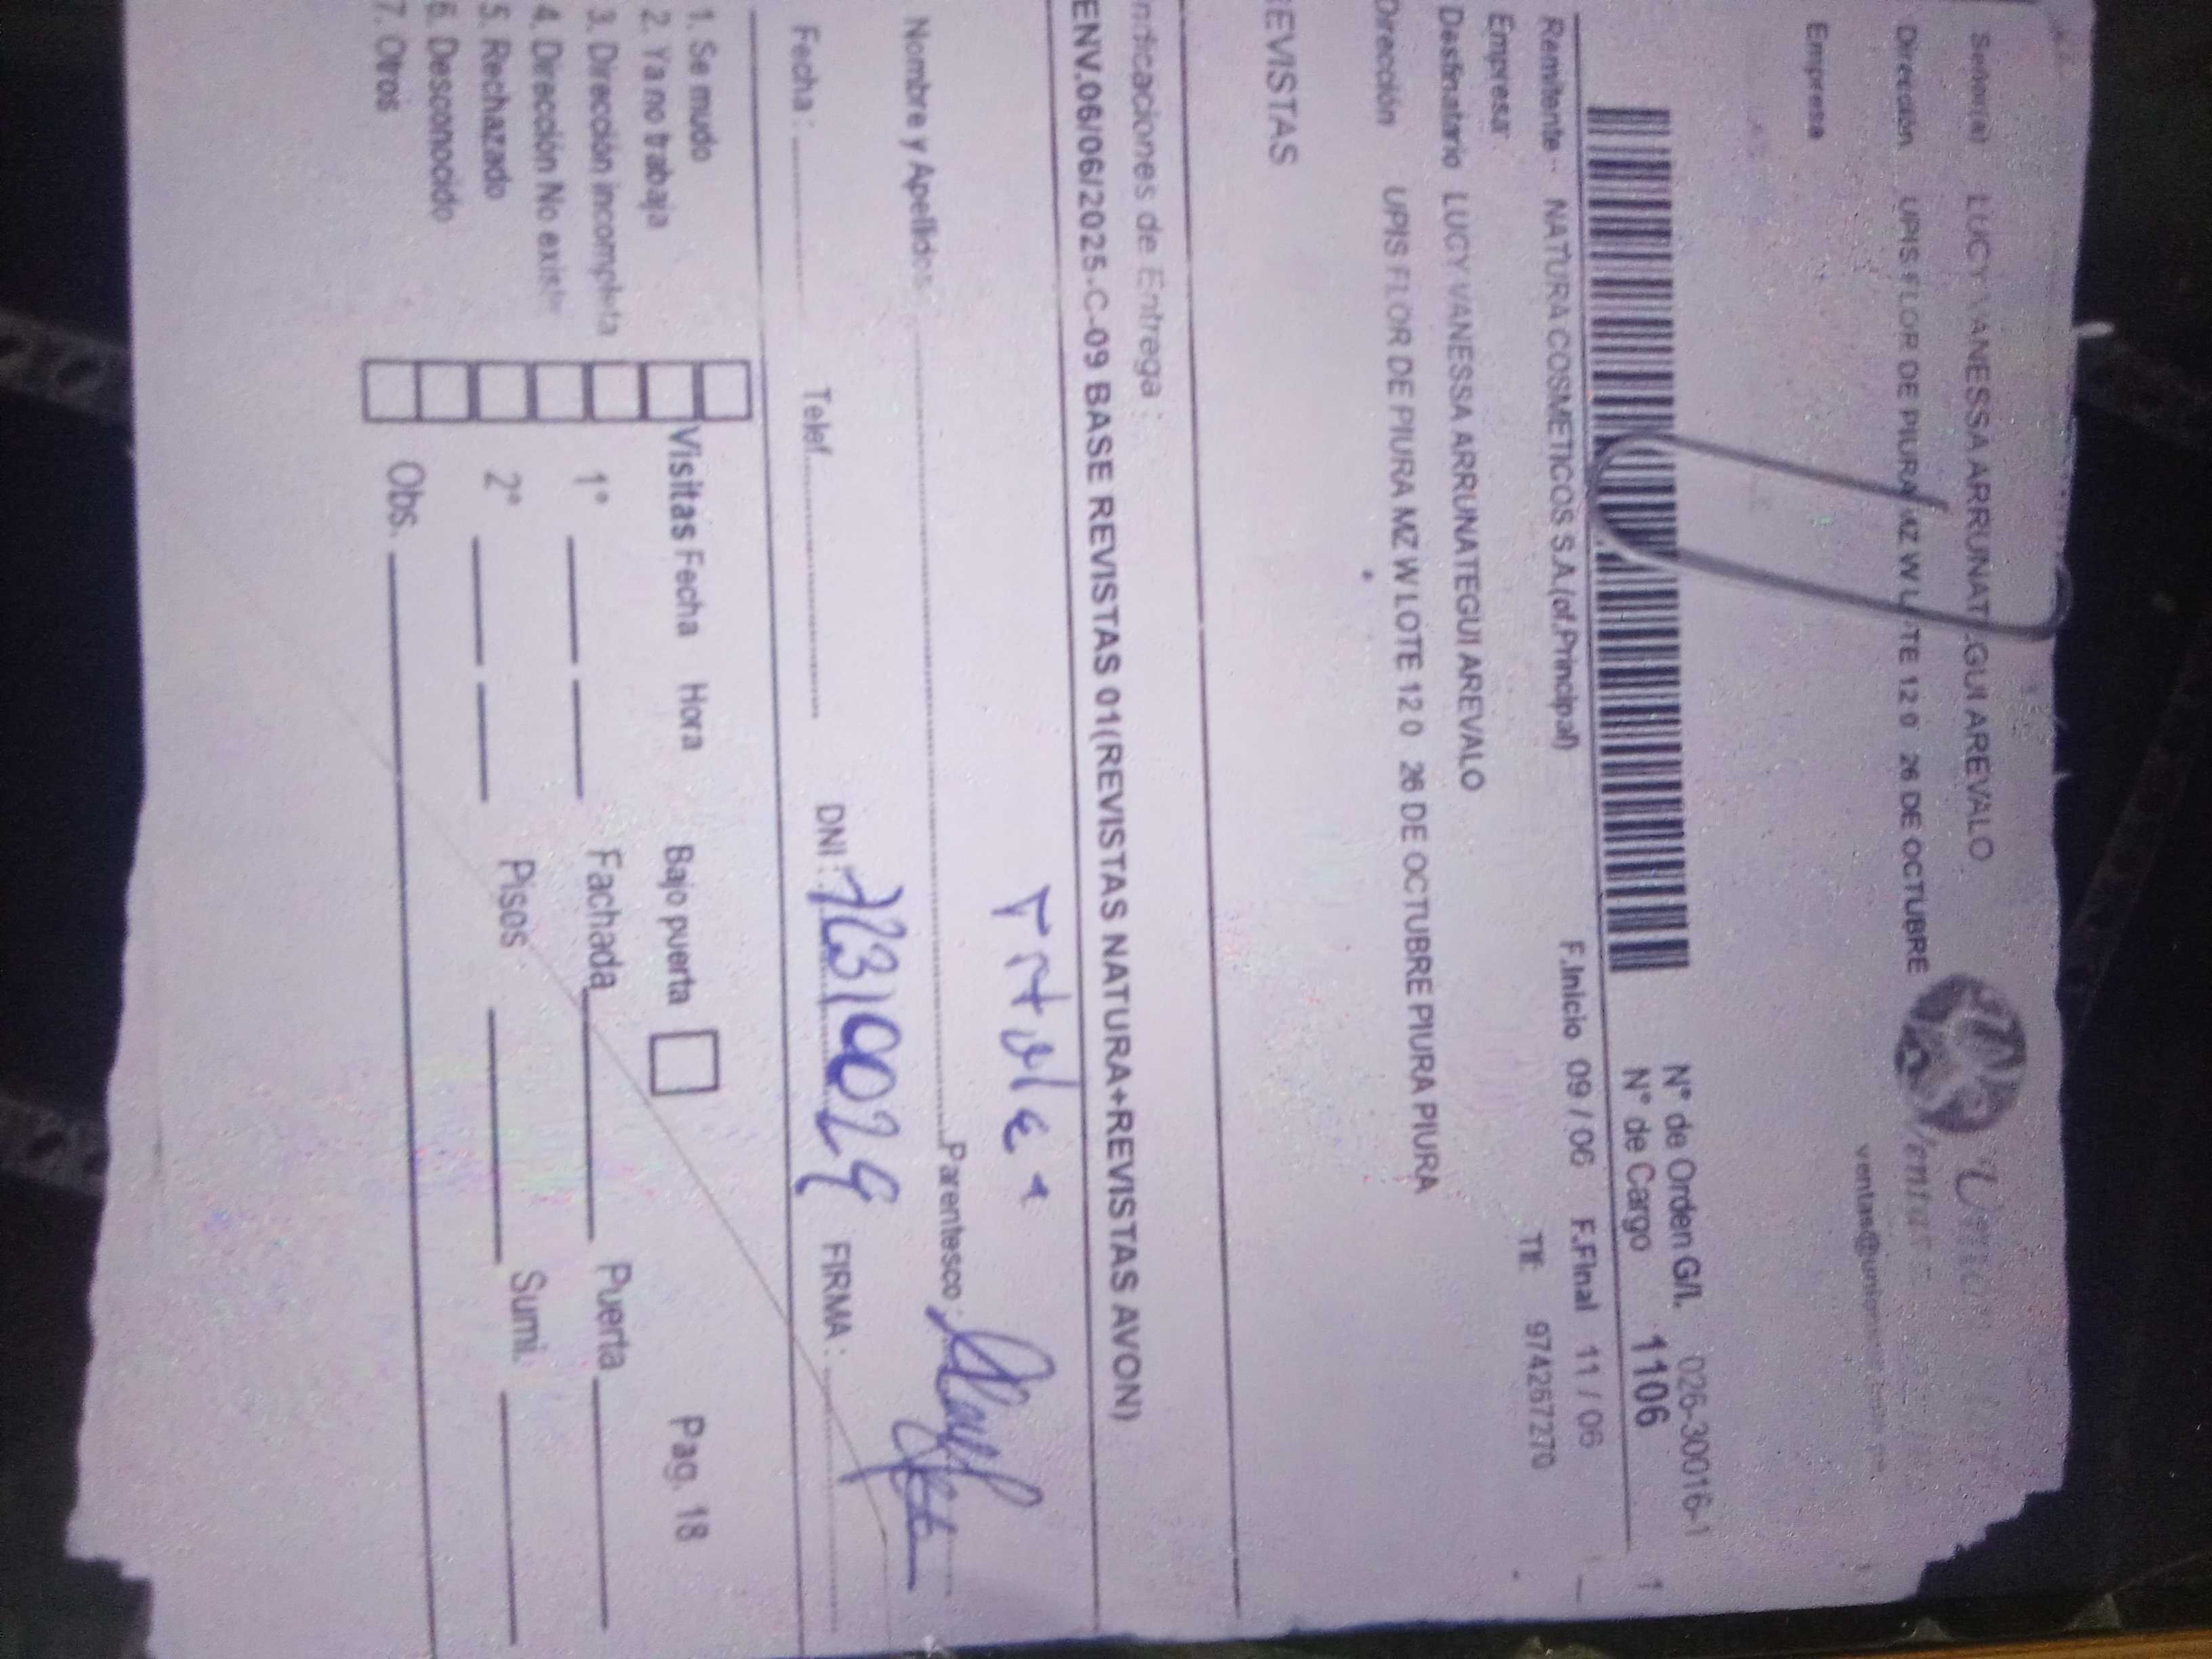 Señor(a) LUCY VANESSA ARRUNATEGUI AREVALO
Dirección UPIS FLOR DE PIURA MZ W LOTE 12 0 26 DE OCTUBRE
Empresa
N° de Orden G/I. 026-30016-1
N° de Cargo 1106 1
Remitente NATURA COSMETICOS S.A.(of.Principal) F.Inicio 09 / 06 F.Final 11 / 06
Empresa Tlf: 974267270
Destinatario LUCY VANESSA ARRUNATEGUI AREVALO
Dirección UPIS FLOR DE PIURA MZ W LOTE 12 0 26 DE OCTUBRE PIURA PIURA
REVISTAS
Indicaciones de Entrega :
ENV.06/06/2025-C-09 BASE REVISTAS 01(REVISTAS NATURA+REVISTAS AVON)
Nombre y Apellidos Parentesco :
Fecha : Telef. DNI : 72310029 FIRMA :
1. Se mudo
2. Ya no trabaja Visitas Fecha Hora Bajo puerta Pag. 18
3. Dirección incompleta 1° Fachada Puerta
4. Dirección No existe
5. Rechazado 2° Pisos Sumi.
6. Desconocido
7. Otros Obs.